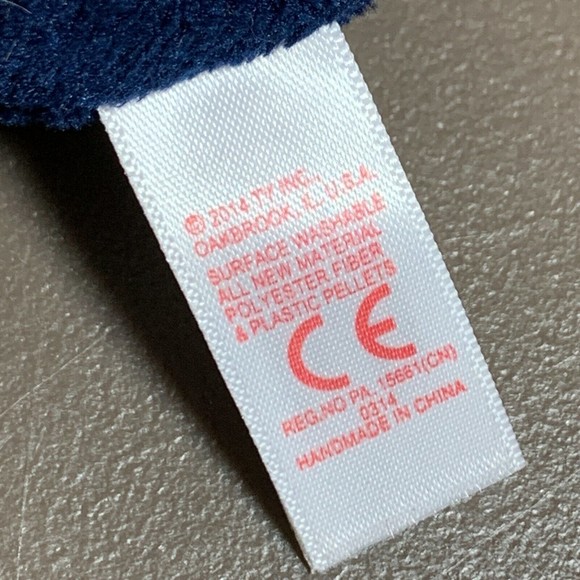 © 2014 TY INC.,
OAKBROOK, IL, U.S.A.
SURFACE WASHABLE
ALL NEW MATERIAL
POLYESTER FIBER
& PLASTIC PELLETS
CE
REG.NO PA. 15661(CN)
0314
HANDMADE IN CHINA